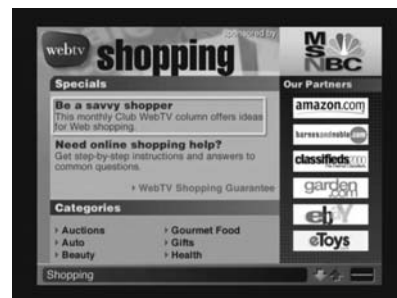 webtv shopping
sponsored by
MSNBC
Specials
Our Partners
Be a savvy shopper
This monthly Club WebTV column offers ideas
for Web shopping.
Need online shopping help?
Get step-by-step instructions and answers to
common questions.
WebTV Shopping Guarantee
amazon.com
barnesandnoble.com
classifieds2000
garden.com
ebY
eToys
Categories
Auctions
Auto
Beauty
Gourmet Food
Gifts
Health
Shopping